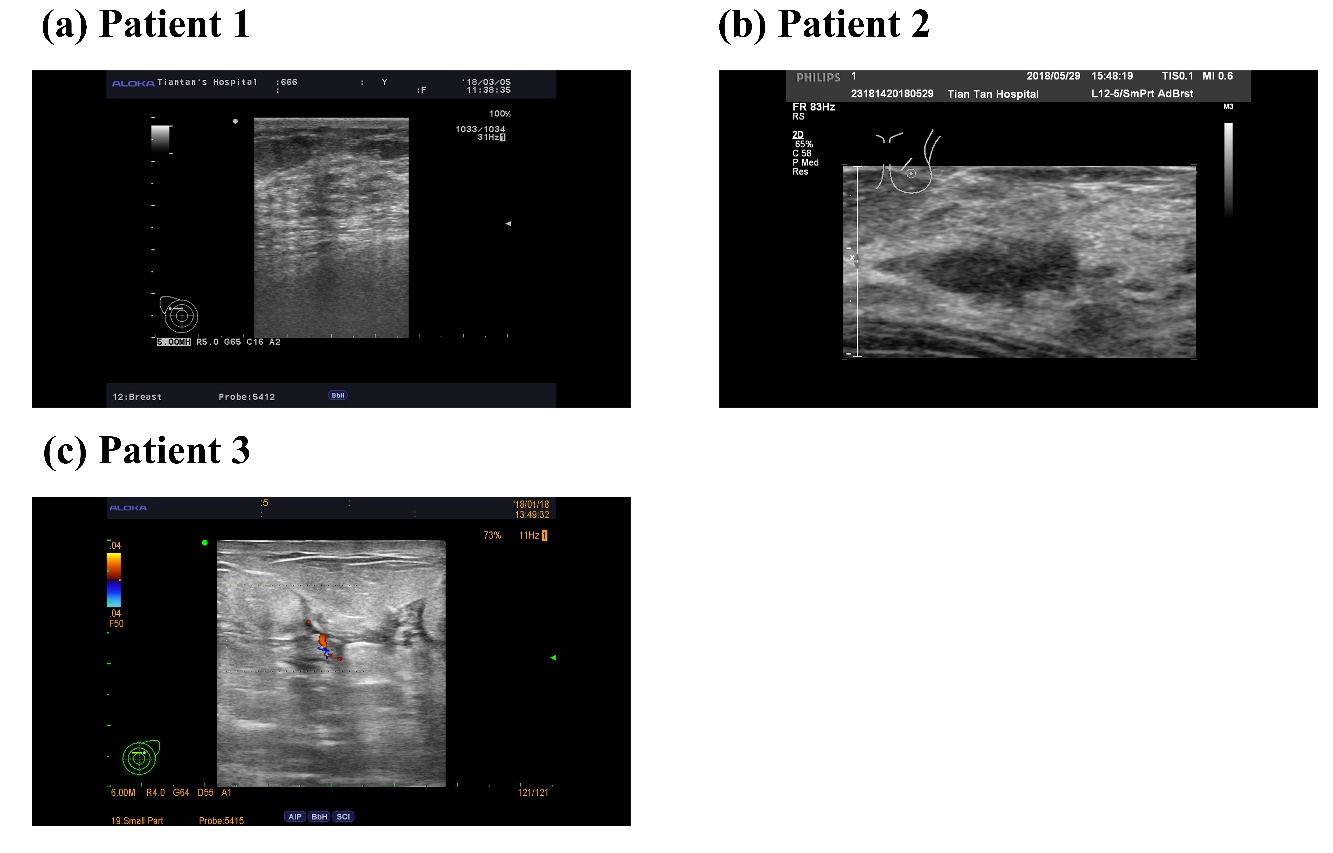 (a) Patient 1
ALOKA Tiantan's Hospital :666 : Y '18/03/05
: :F 11:38:35
100%
1033/1034
31Hz 1
5.00MH R5.0 G65 C16 A2
12:Breast Probe:5412 BbH
(b) Patient 2
PHILIPS 1 2018/05/29 15:48:19 TIS0.1 MI 0.6
23181420180529 Tian Tan Hospital L12-5/SmPrt AdBrst
FR 83Hz
RS
M3
2D
65%
C 58
P Med
Res
x
(c) Patient 3
ALOKA :5 : '18/01/18
: : 13:49:32
73% 11Hz 1
.04
.04
F50
6.00M R4.0 G64 D55 A1 121/121
AIP BbH SCI
19:Small Part Probe:5415